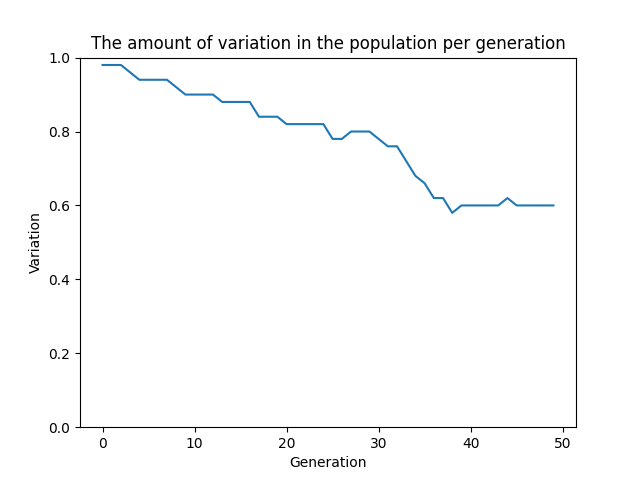 The amount of variation in the population per generation
1.0
0.8
0.6
0.4
0.2
0.0
Variation
0 10 20 30 40 50
Generation